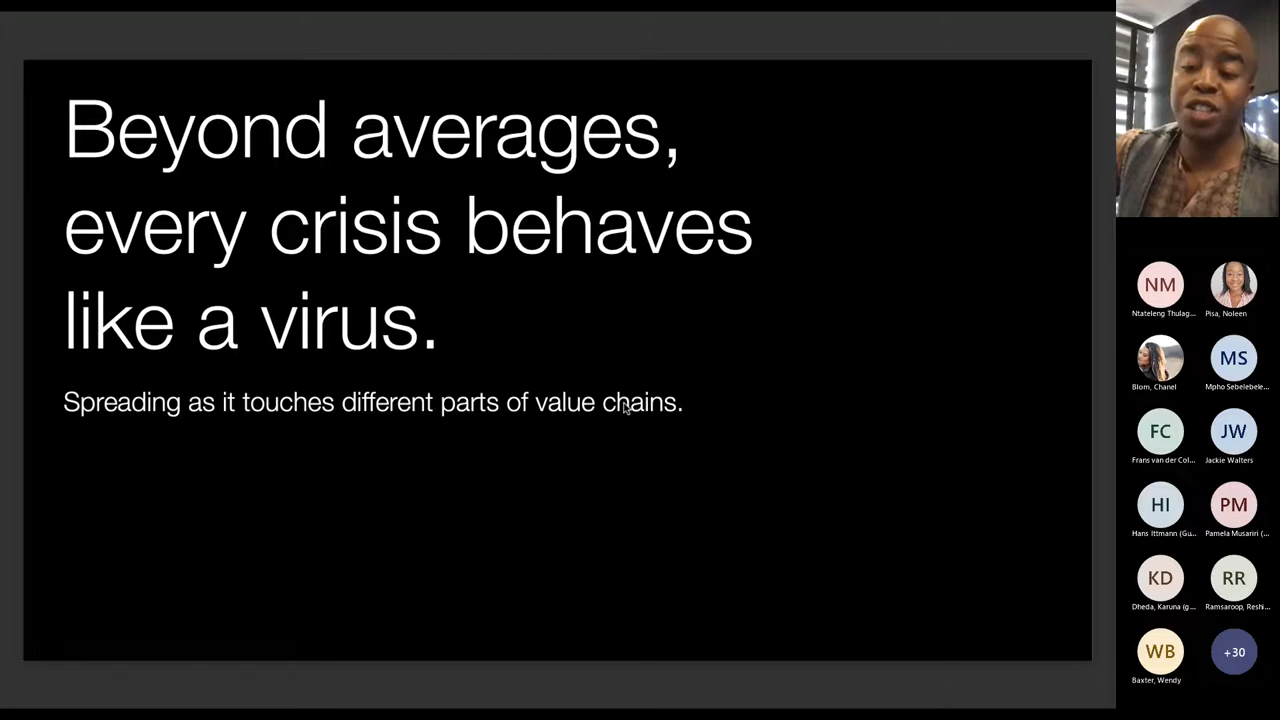 Beyond averages,
every crisis behaves
like a virus.
Spreading as it touches different parts of value chains.
NM
Ntateleng Thulag...
Pisa, Noleen
Blom, Chanel
MS
Mpho Sebelebele...
FC
Frans van der Col...
JW
Jackie Walters
HI
Hans Ittmann (Gu...
PM
Pamela Musariri (...
KD
Dheda, Karuna (g...
RR
Ramsaroop, Reshi...
WB
Baxter, Wendy
+30